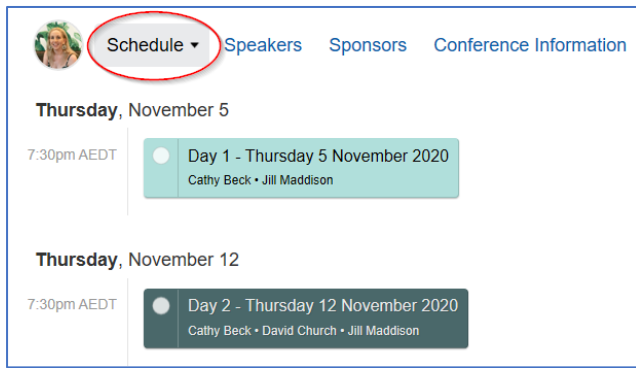 Schedule ▾ Speakers Sponsors Conference Information
Thursday, November 5
7:30pm AEDT
Day 1 - Thursday 5 November 2020
Cathy Beck • Jill Maddison
Thursday, November 12
7:30pm AEDT
Day 2 - Thursday 12 November 2020
Cathy Beck • David Church • Jill Maddison